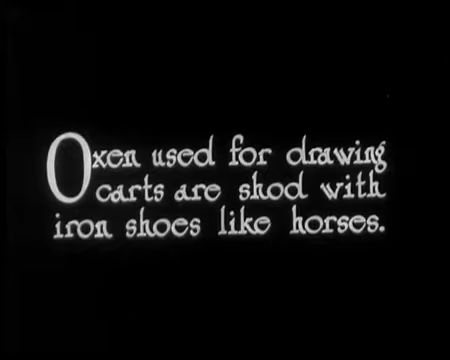 Oxen used for drawing
carts are shod with
iron shoes like horses.